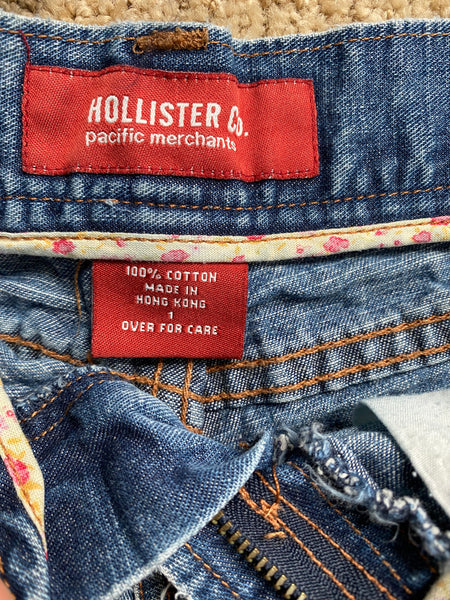 HOLLISTER Co.
pacific merchants
100% COTTON
MADE IN
HONG KONG
1
OVER FOR CARE